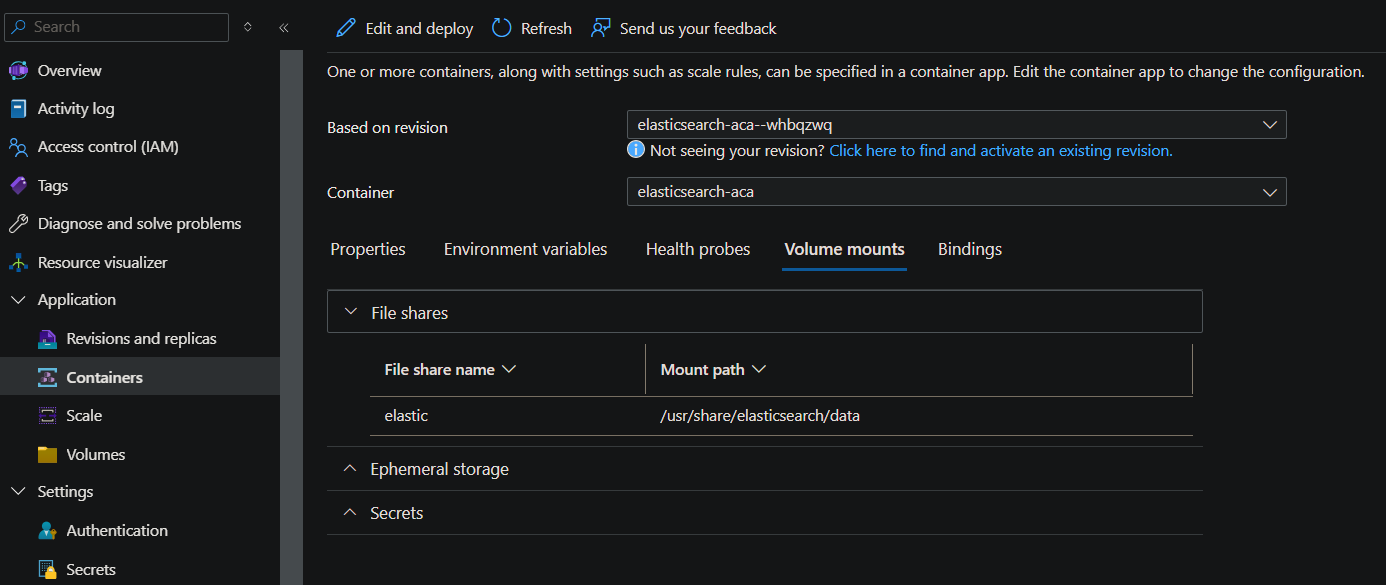 Search
Overview
Activity log
Access control (IAM)
Tags
Diagnose and solve problems
Resource visualizer
Application
Revisions and replicas
Containers
Scale
Volumes
Settings
Authentication
Secrets
Edit and deploy
Refresh
Send us your feedback
One or more containers, along with settings such as scale rules, can be specified in a container app. Edit the container app to change the configuration.
Based on revision
elasticsearch-aca--whbqzwq
Not seeing your revision? Click here to find and activate an existing revision.
Container
elasticsearch-aca
Properties
Environment variables
Health probes
Volume mounts
Bindings
File shares
File share name
Mount path
elastic
/usr/share/elasticsearch/data
Ephemeral storage
Secrets